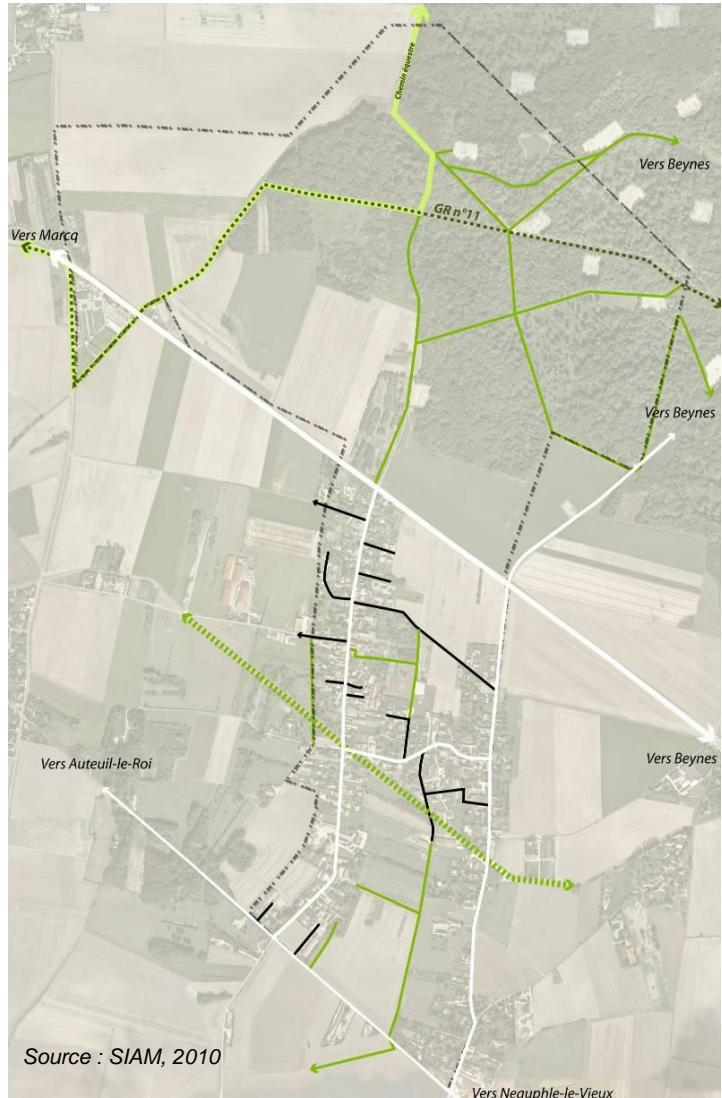 Chemin équestre
Vers Beynes
GR n°11
Vers Marcq
Vers Beynes
Vers Auteuil-le-Roi
Vers Beynes
Source : SIAM, 2010
Vers Neauphle-le-Vieux